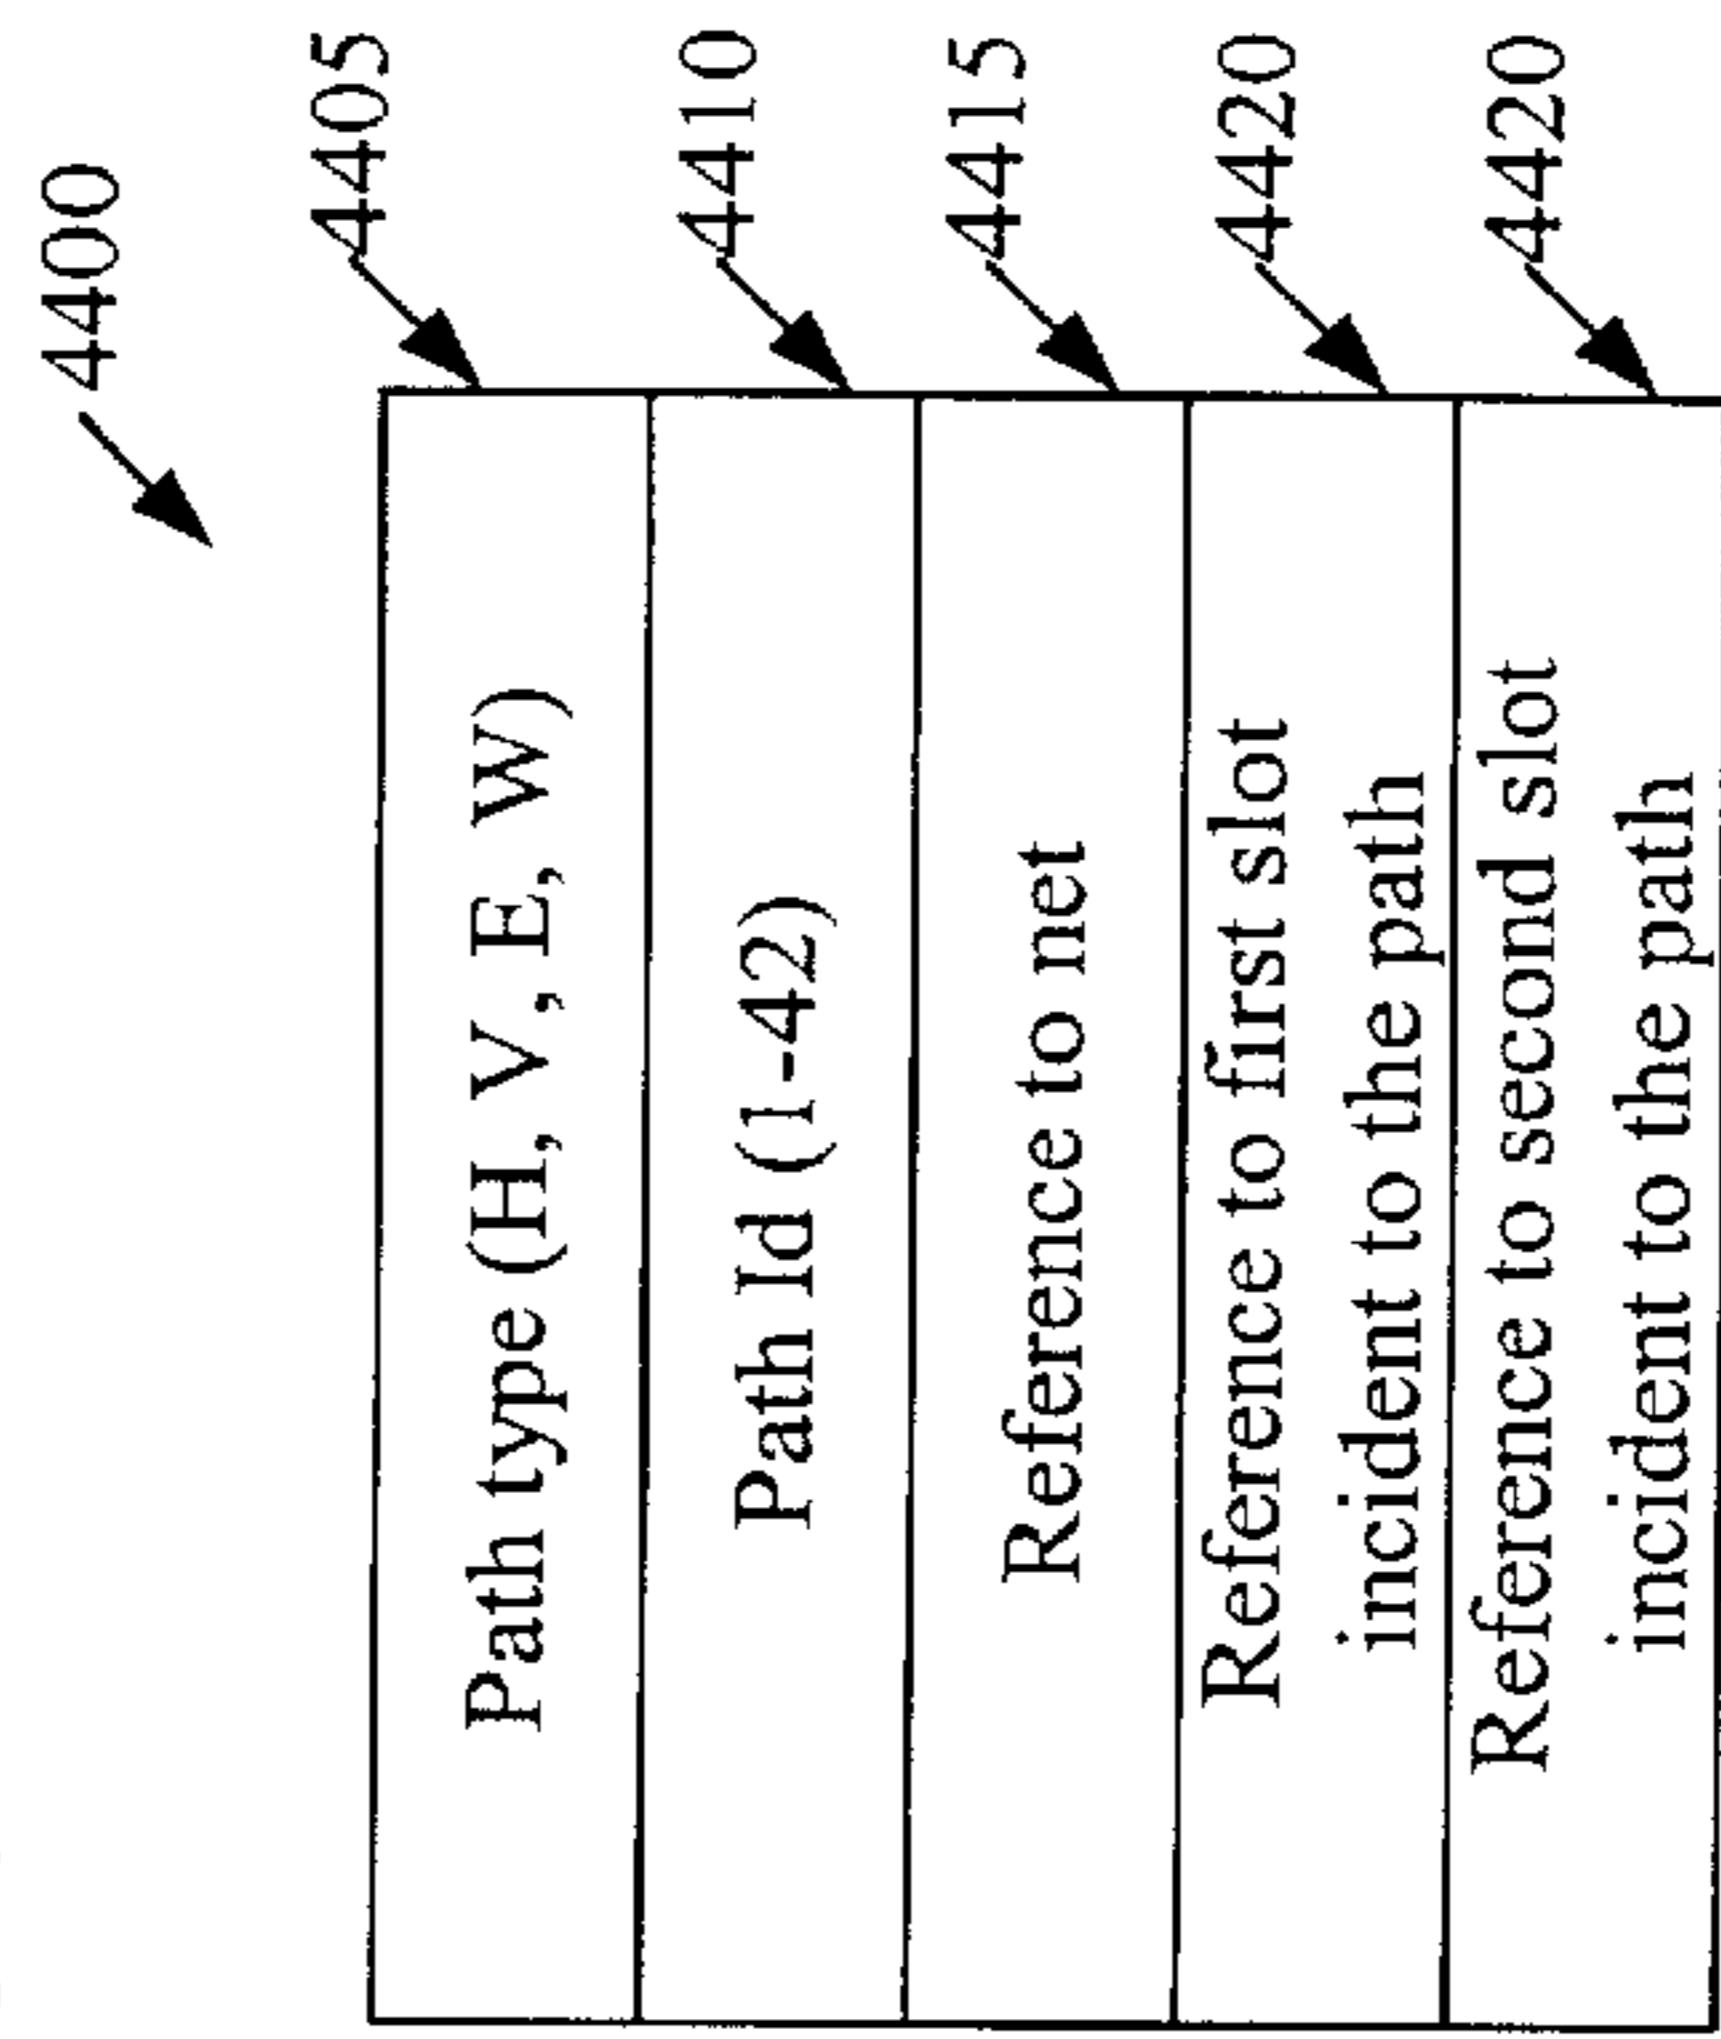 4400
Path type (H, V, E, W)
4405
Path Id (1-42)
4410
Reference to net
4415
Reference to first slot
incident to the path
4420
Reference to second slot
incident to the path
4420